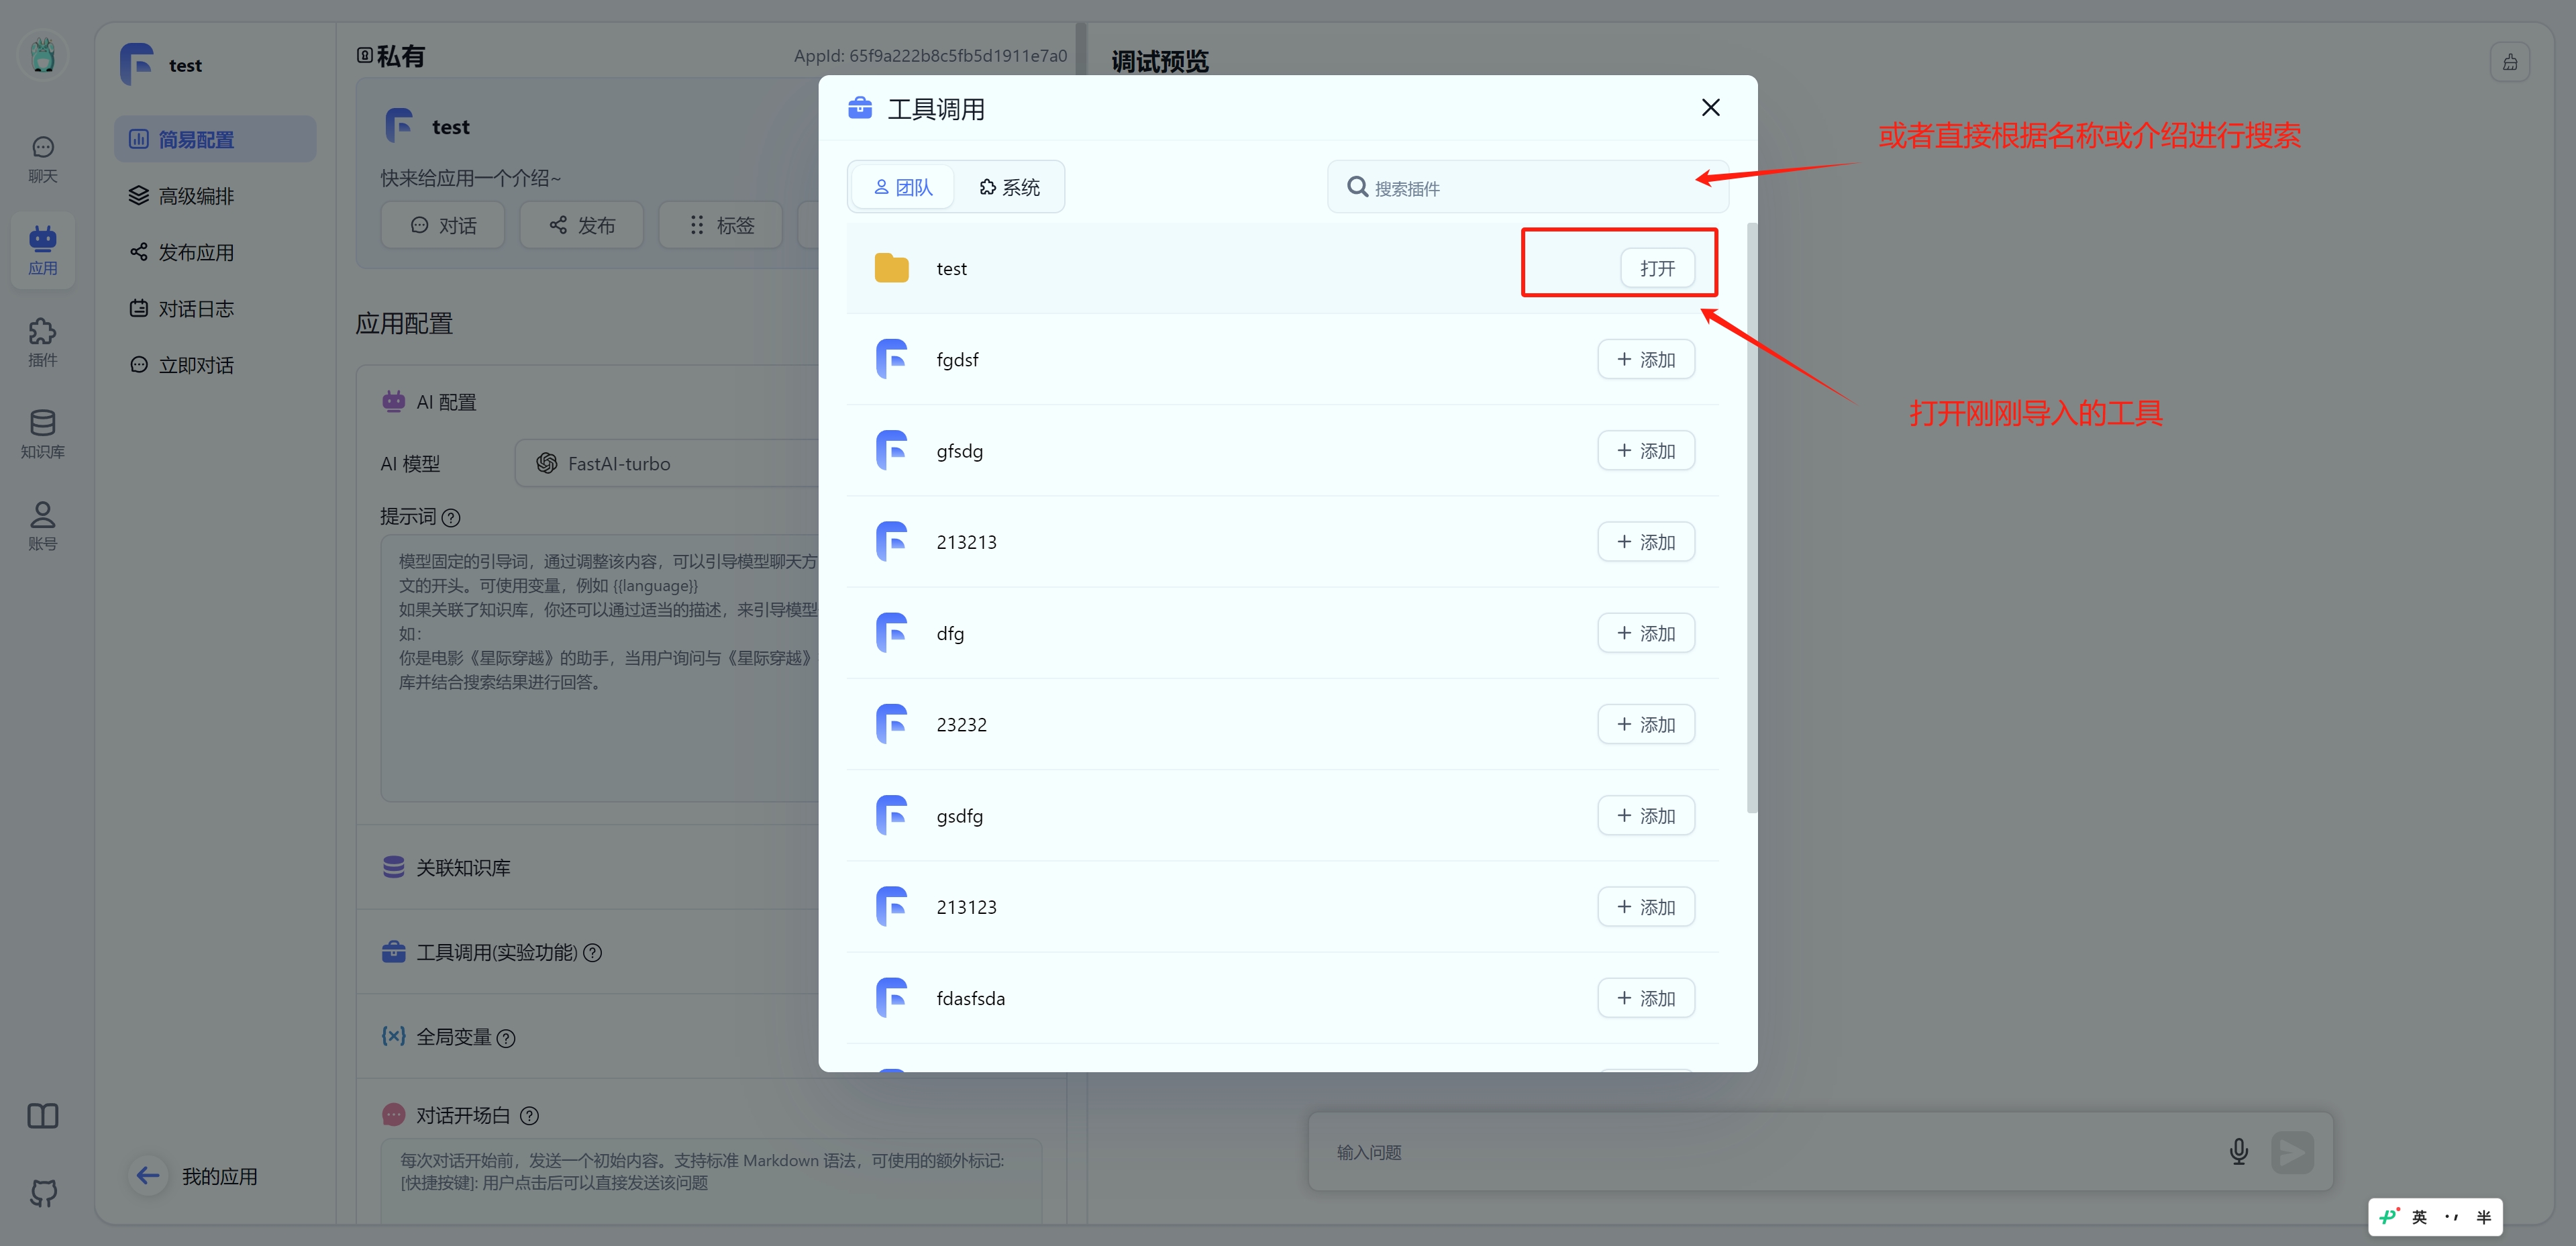 test
简易配置
高级编排
发布应用
对话日志
立即对话
我的应用
聊天
应用
插件
知识库
账号
私有
AppId: 65f9a222b8c5fb5d1911e7a0
test
快来给应用一个介绍~
对话
发布
标签
应用配置
AI 配置
AI 模型
FastAI-turbo
提示词
模型固定的引导词，通过调整该内容，可以引导模型聊天方
文的开头。可使用变量，例如 {{language}}
如果关联了知识库，你还可以通过适当的描述，来引导模型
如：
你是电影《星际穿越》的助手，当用户询问与《星际穿越》
库并结合搜索结果进行回答。
关联知识库
工具调用(实验功能)
全局变量
对话开场白
每次对话开始前，发送一个初始内容。支持标准 Markdown 语法，可使用的额外标记:
[快捷按键]: 用户点击后可以直接发送该问题
调试预览
工具调用
团队
系统
搜索插件
test
打开
fgdsf
添加
gfsdg
添加
213213
添加
dfg
添加
23232
添加
gsdfg
添加
213123
添加
fdasfsda
添加
或者直接根据名称或介绍进行搜索
打开刚刚导入的工具
输入问题
英
半